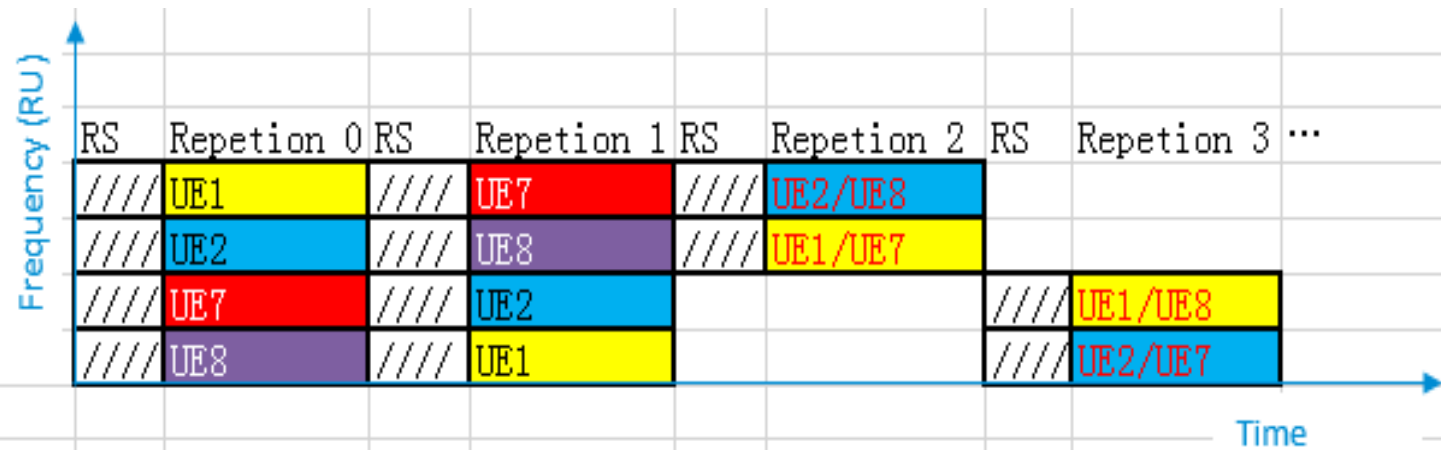 Frequency (RU)
RS Repetion 0 RS Repetion 1 RS Repetion 2 RS Repetion 3 ···
//// UE1 //// UE7 //// UE2/UE8
//// UE2 //// UE8 //// UE1/UE7
//// UE7 //// UE2 //// UE1/UE8
//// UE8 //// UE1 //// UE2/UE7
Time